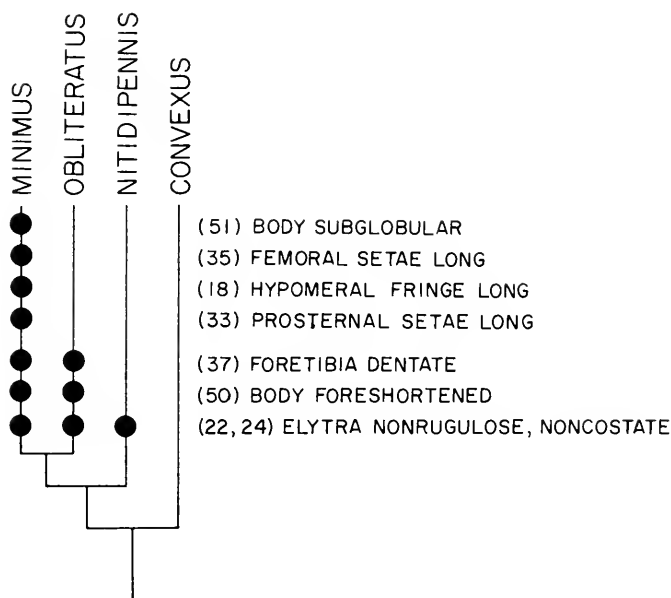 MINIMUS
OBLITERATUS
NITIDIPENNIS
CONVEXUS
(51) BODY SUBGLOBULAR
(35) FEMORAL SETAE LONG
(18) HYPOMERAL FRINGE LONG
(33) PROSTERNAL SETAE LONG
(37) FORETIBIA DENTATE
(50) BODY FORESHORTENED
(22, 24) ELYTRA NONRUGULOSE, NONCOSTATE